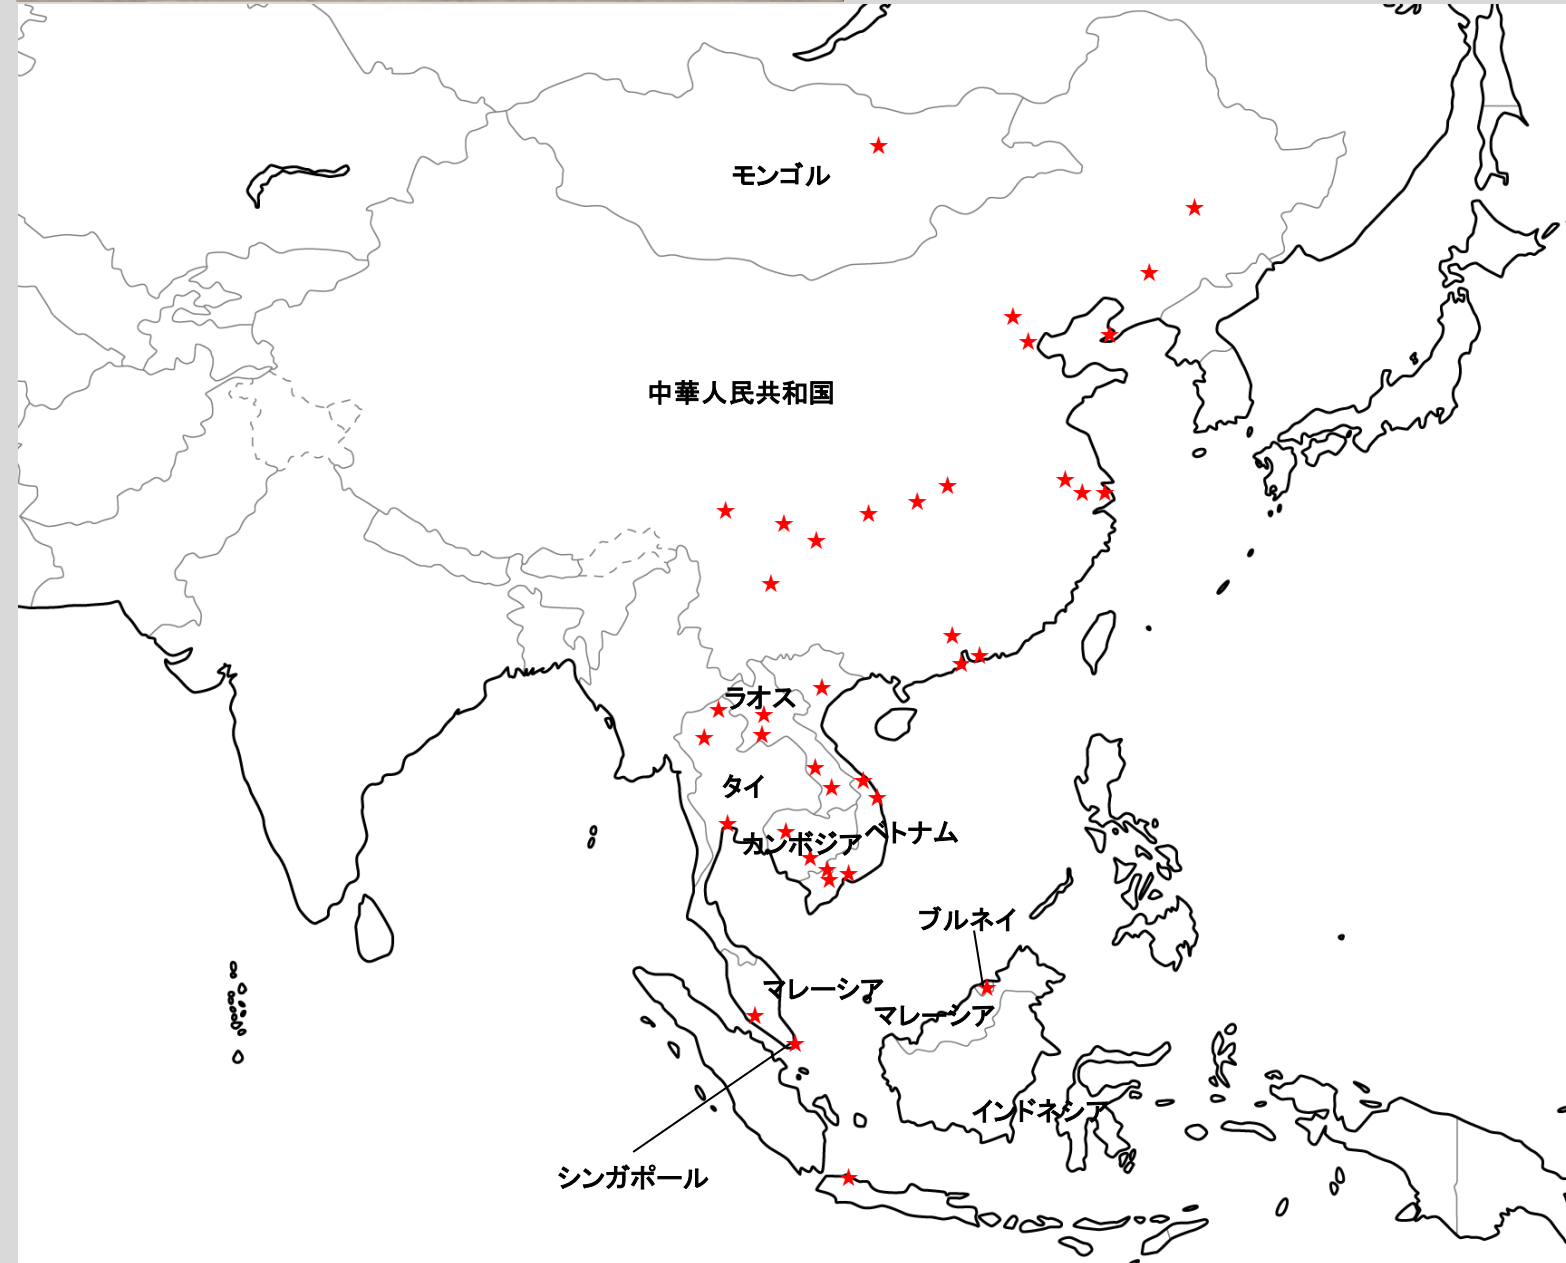 モンゴル
中華人民共和国
ラオス
タイ
カンボジア
ベトナム
ブルネイ
マレーシア
マレーシア
インドネシア
シンガポール